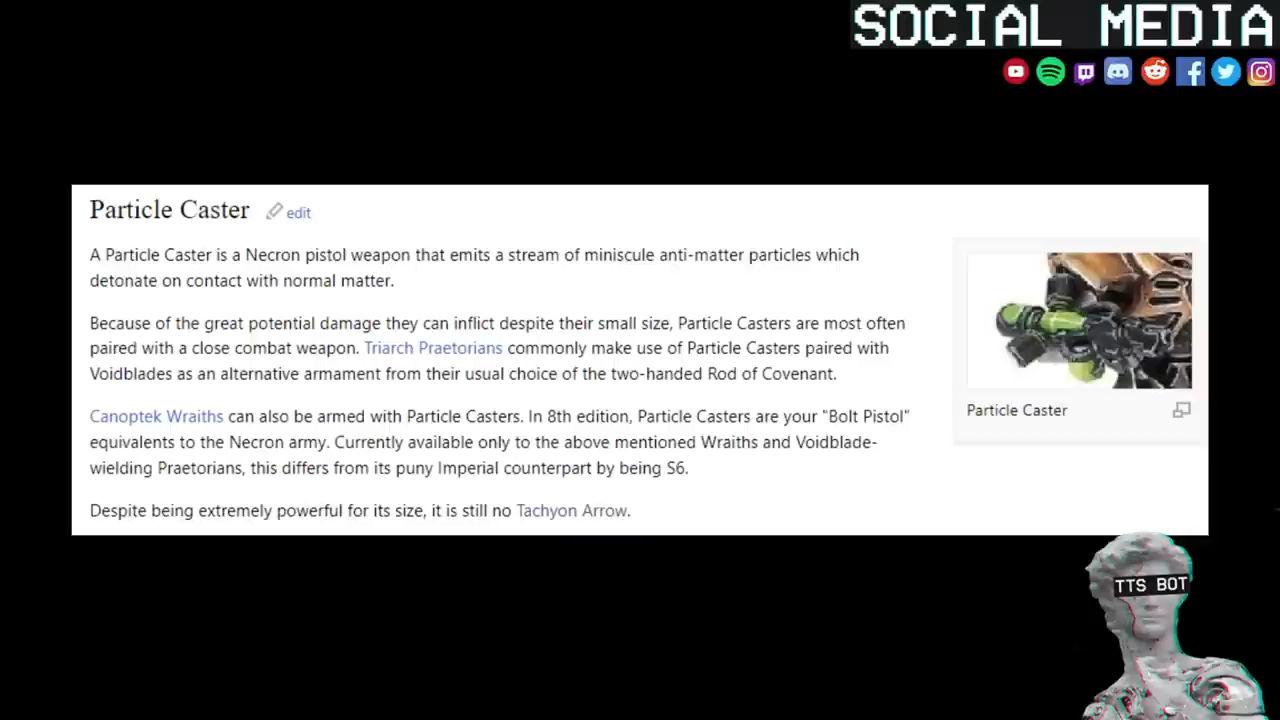 SOCIAL MEDIA
Particle Caster edit
A Particle Caster is a Necron pistol weapon that emits a stream of miniscule anti-matter particles which
detonate on contact with normal matter.
Because of the great potential damage they can inflict despite their small size, Particle Casters are most often
paired with a close combat weapon. Triarch Praetorians commonly make use of Particle Casters paired with
Voidblades as an alternative armament from their usual choice of the two-handed Rod of Covenant.
Canoptek Wraiths can also be armed with Particle Casters. In 8th edition, Particle Casters are your "Bolt Pistol"
equivalents to the Necron army. Currently available only to the above mentioned Wraiths and Voidblade-
wielding Praetorians, this differs from its puny Imperial counterpart by being S6.
Despite being extremely powerful for its size, it is still no Tachyon Arrow.
Particle Caster
TTS BOT